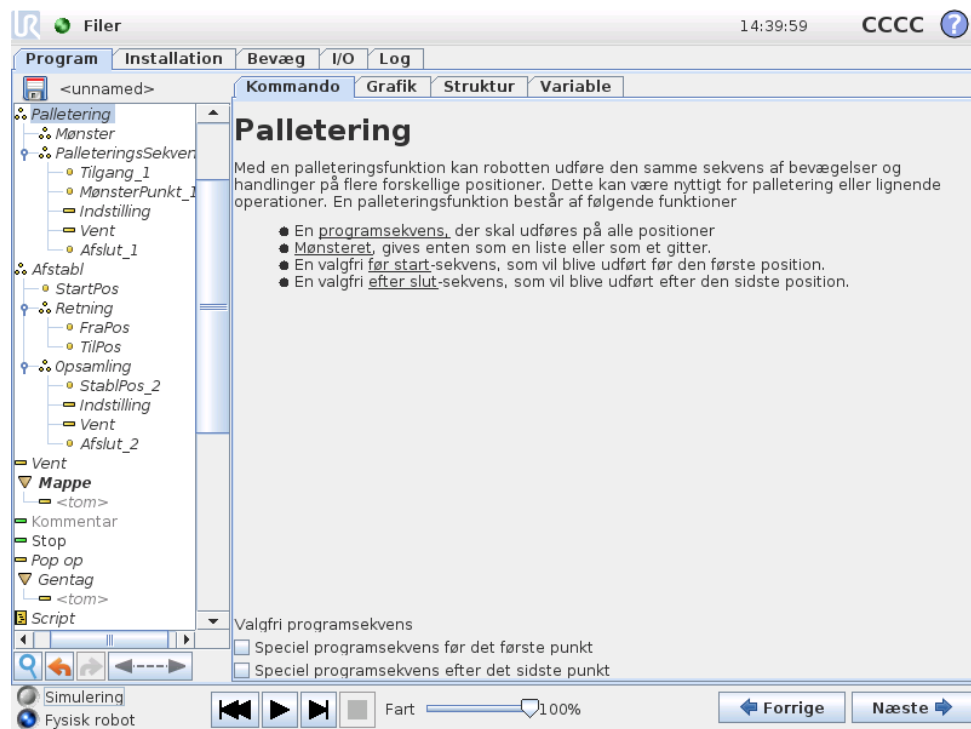 UR Filer 14:39:59 CCCC ?
Program Installation Bevæg I/O Log
<unnamed>
Kommando Grafik Struktur Variable
Palletering
Mønster
PalleteringsSekven
Tilgang_1
MønsterPunkt_1
Indstilling
Vent
Afslut_1
Afstabl
StartPos
Retning
FraPos
TilPos
Opsamling
StablPos_2
Indstilling
Vent
Afslut_2
Vent
Mappe
<tom>
Kommentar
Stop
Pop op
Gentag
<tom>
Script
Palletering
Med en palleteringsfunktion kan robotten udføre den samme sekvens af bevægelser og
handlinger på flere forskellige positioner. Dette kan være nyttigt for palletering eller lignende
operationer. En palleteringsfunktion består af følgende funktioner
En programsekvens, der skal udføres på alle positioner
Mønsteret, gives enten som en liste eller som et gitter.
En valgfri før start-sekvens, som vil blive udført før den første position.
En valgfri efter slut-sekvens, som vil blive udført efter den sidste position.
Valgfri programsekvens
Speciel programsekvens før det første punkt
Speciel programsekvens efter det sidste punkt
Simulering
Fysisk robot
Fart 100%
Forrige Næste